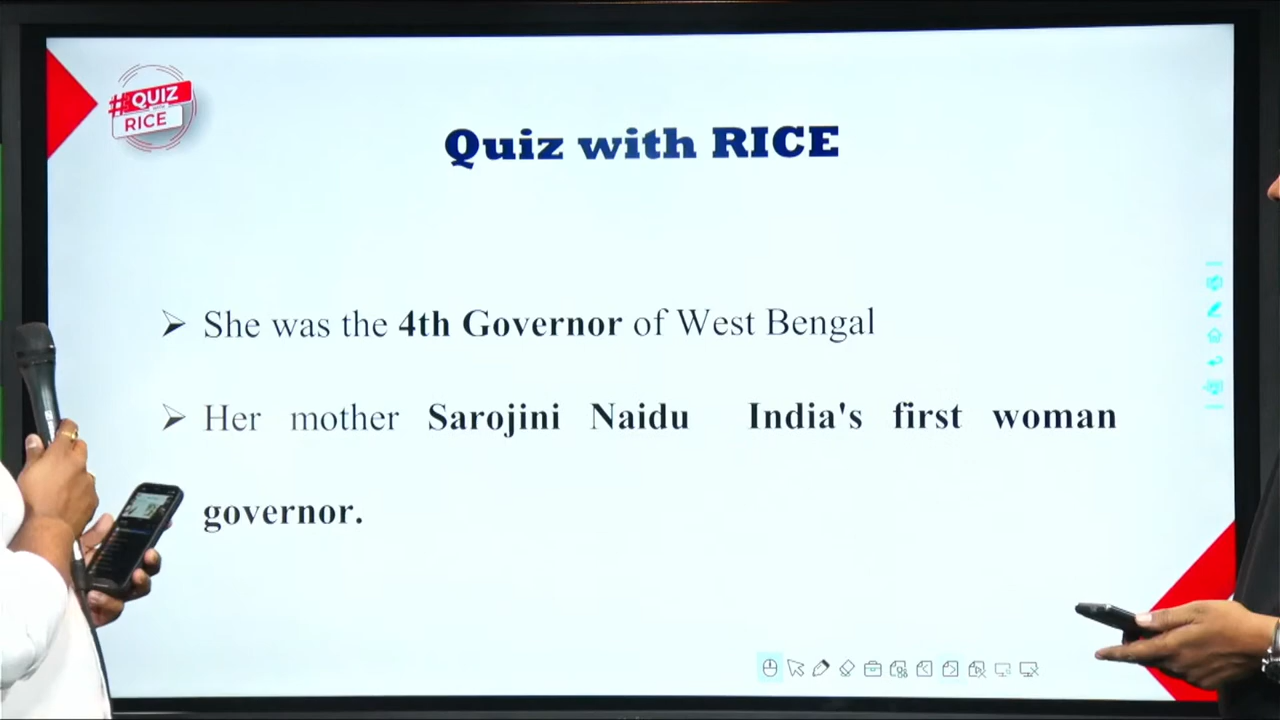 #QUIZ
RICE
Quiz with RICE
➢ She was the 4th Governor of West Bengal
➢ Her mother Sarojini Naidu India's first woman
governor.